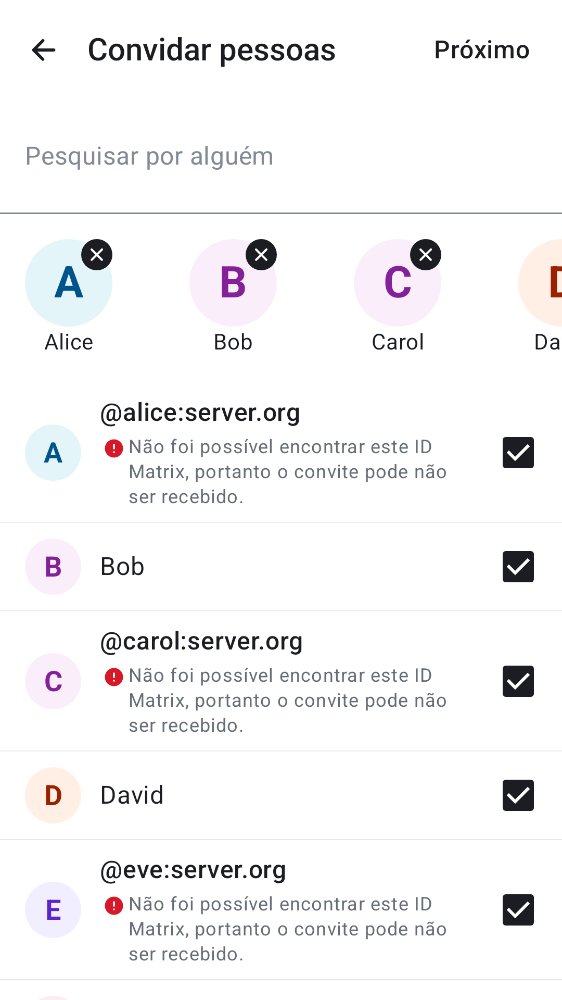 Convidar pessoas
Próximo
Pesquisar por alguém
A
B
C
Alice
Bob
Carol
Da
@alice:server.org
A
Não foi possível encontrar este ID
Matrix, portanto o convite pode não
ser recebido.
B
Bob
@carol:server.org
C
Não foi possível encontrar este ID
Matrix, portanto o convite pode não
ser recebido.
D
David
@eve:server.org
E
Não foi possível encontrar este ID
Matrix, portanto o convite pode não
ser recebido.